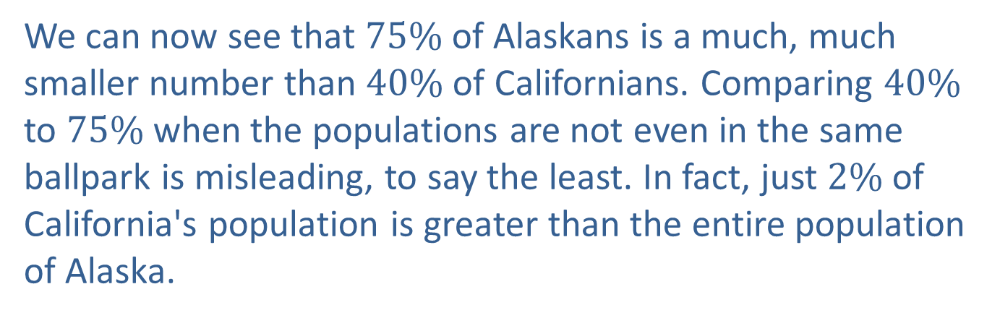 We can now see that 75% of Alaskans is a much, much
smaller number than 40% of Californians. Comparing 40%
to 75% when the populations are not even in the same
ballpark is misleading, to say the least. In fact, just 2% of
California's population is greater than the entire population
of Alaska.